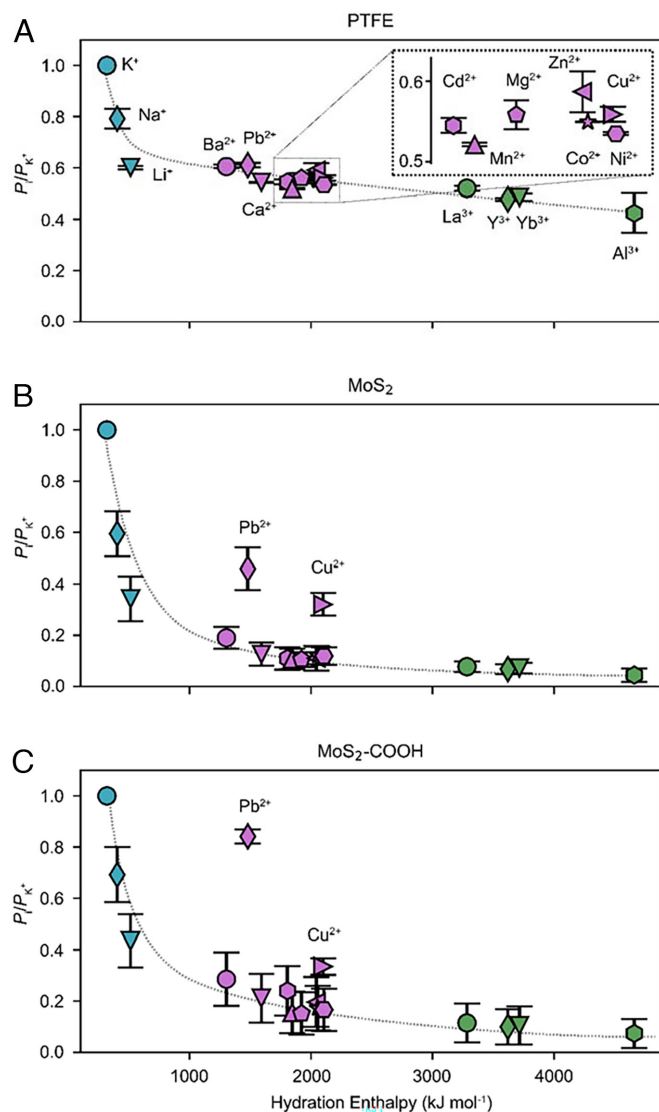 A
PTFE
K⁺
Na⁺
Li⁺
Ba²⁺ Pb²⁺
Ca²⁺
0.6
0.5
Cd²⁺ Mg²⁺ Zn²⁺ Cu²⁺
Mn²⁺ Co²⁺ Ni²⁺
La³⁺ Y³⁺ Yb³⁺
Al³⁺
1.0
0.8
0.6
0.4
0.2
0.0
Pᵢ/P_K⁺
B
MoS₂
Pb²⁺
Cu²⁺
1.0
0.8
0.6
0.4
0.2
0.0
Pᵢ/P_K⁺
C
MoS₂-COOH
Pb²⁺
Cu²⁺
1.0
0.8
0.6
0.4
0.2
0.0
Pᵢ/P_K⁺
1000 2000 3000 4000
Hydration Enthalpy (kJ mol⁻¹)